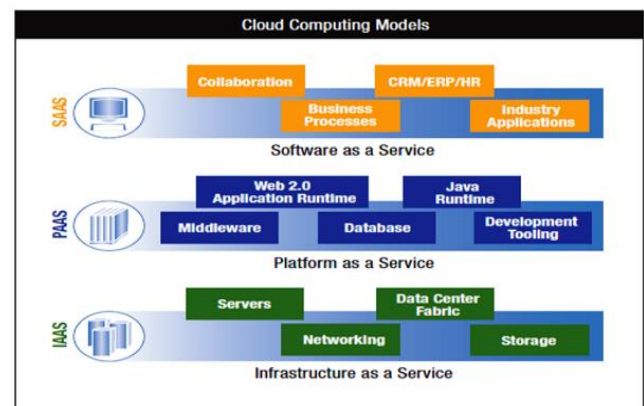 Cloud Computing Models
SAAS
Collaboration
CRM/ERP/HR
Business
Processes
Industry
Applications
Software as a Service
PAAS
Web 2.0
Application Runtime
Java
Runtime
Middleware
Database
Development
Tooling
Platform as a Service
IAAS
Servers
Data Center
Fabric
Networking
Storage
Infrastructure as a Service